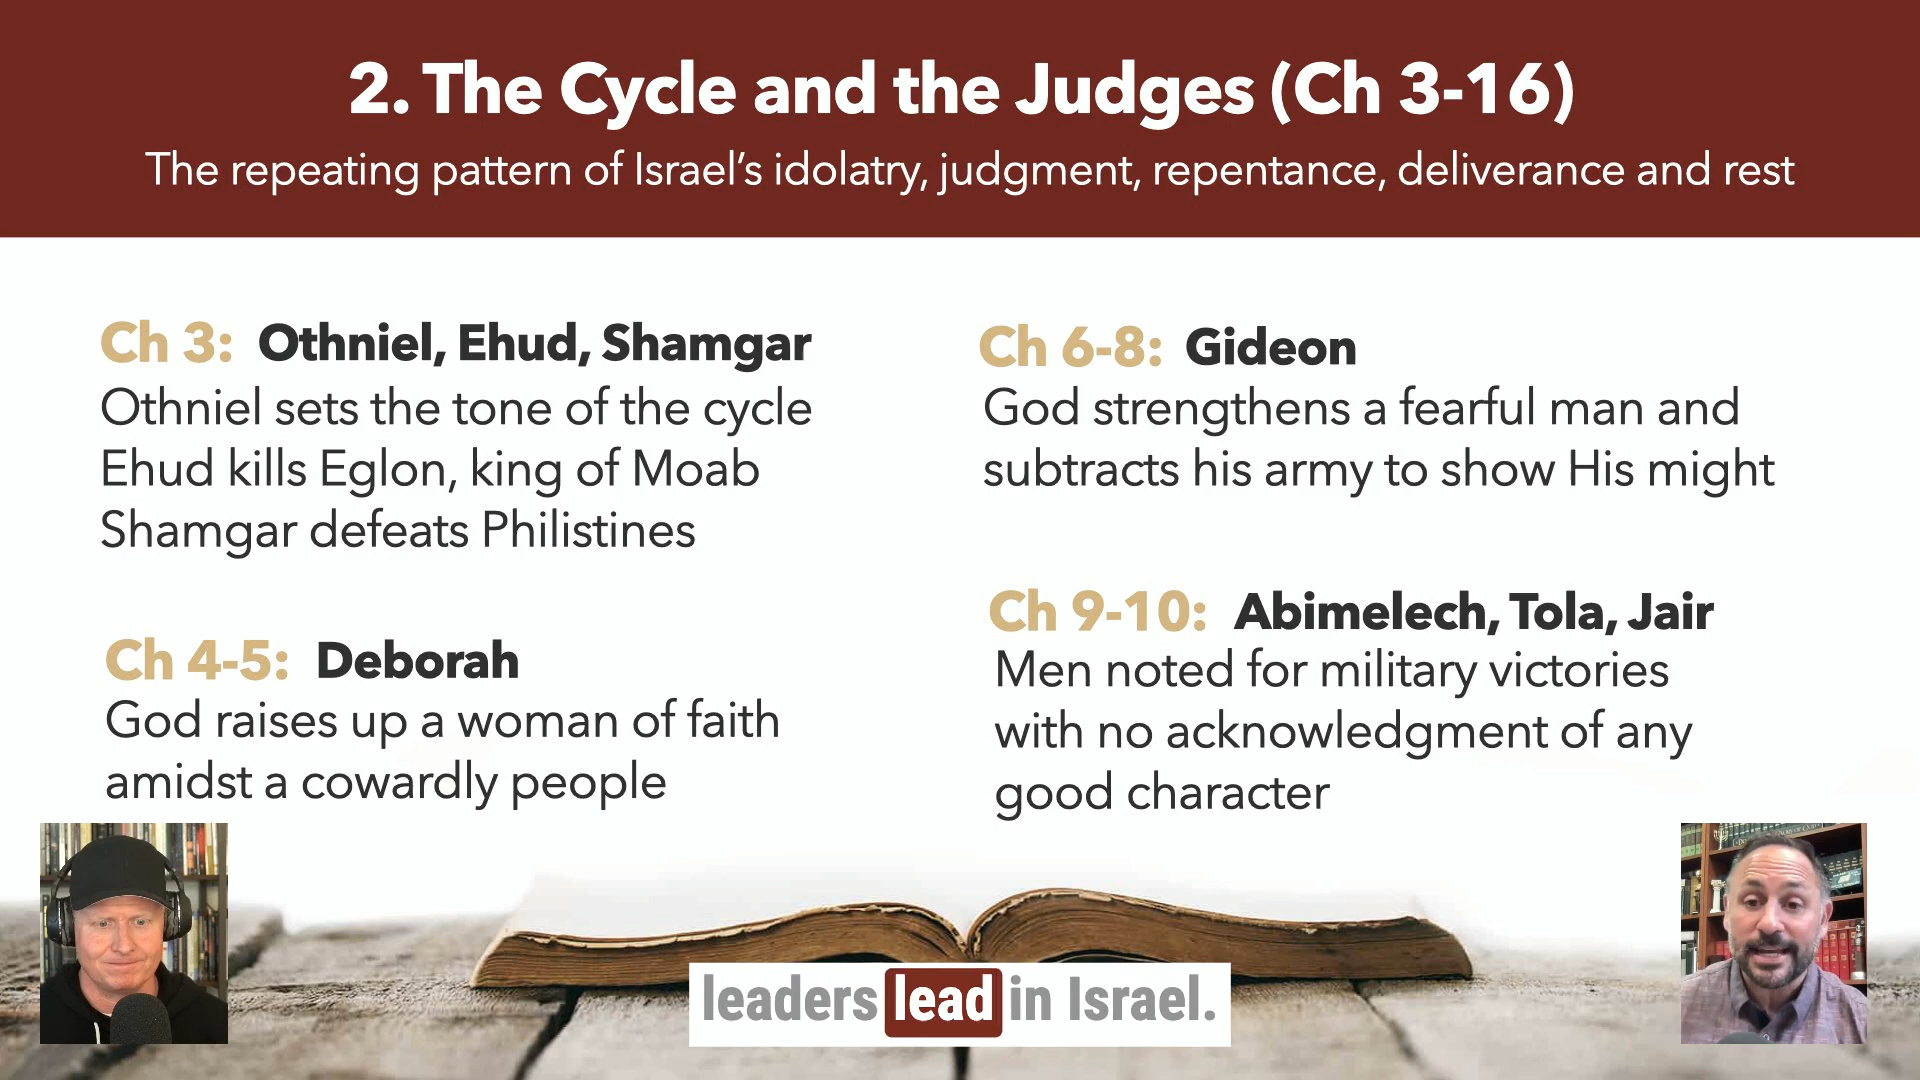 2. The Cycle and the Judges (Ch 3-16)
The repeating pattern of Israel’s idolatry, judgment, repentance, deliverance and rest
Ch 3: Othniel, Ehud, Shamgar
Othniel sets the tone of the cycle
Ehud kills Eglon, king of Moab
Shamgar defeats Philistines
Ch 4-5: Deborah
God raises up a woman of faith
amidst a cowardly people
Ch 6-8: Gideon
God strengthens a fearful man and
subtracts his army to show His might
Ch 9-10: Abimelech, Tola, Jair
Men noted for military victories
with no acknowledgment of any
good character
leaders lead in Israel.